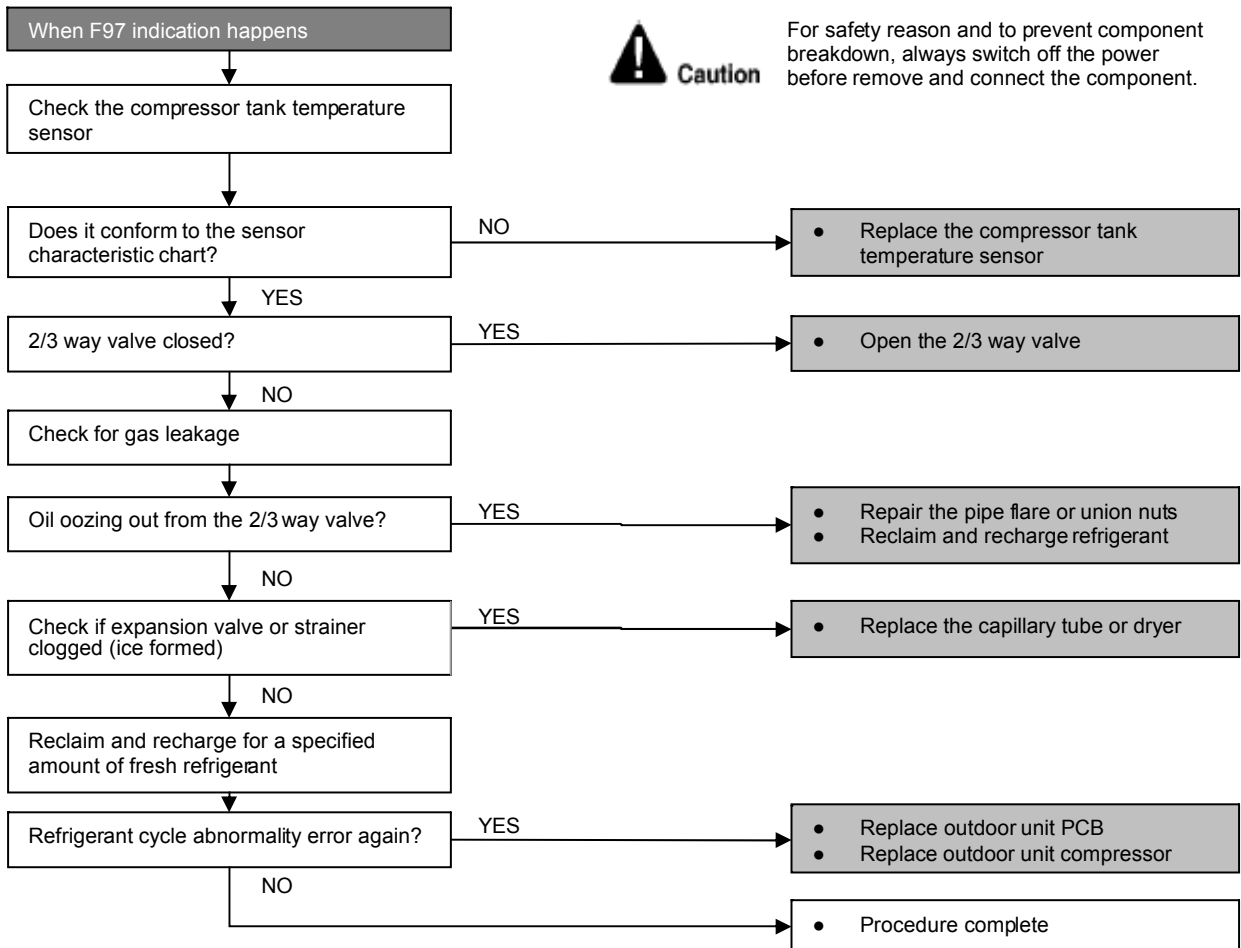 When F97 indication happens
Caution
For safety reason and to prevent component
breakdown, always switch off the power
before remove and connect the component.
Check the compressor tank temperature
sensor
Does it conform to the sensor
characteristic chart?
NO
● Replace the compressor tank
temperature sensor
YES
2/3 way valve closed?
YES
● Open the 2/3 way valve
NO
Check for gas leakage
Oil oozing out from the 2/3 way valve?
YES
● Repair the pipe flare or union nuts
● Reclaim and recharge refrigerant
NO
Check if expansion valve or strainer
clogged (ice formed)
YES
● Replace the capillary tube or dryer
NO
Reclaim and recharge for a specified
amount of fresh refrigerant
Refrigerant cycle abnormality error again?
YES
● Replace outdoor unit PCB
● Replace outdoor unit compressor
NO
● Procedure complete